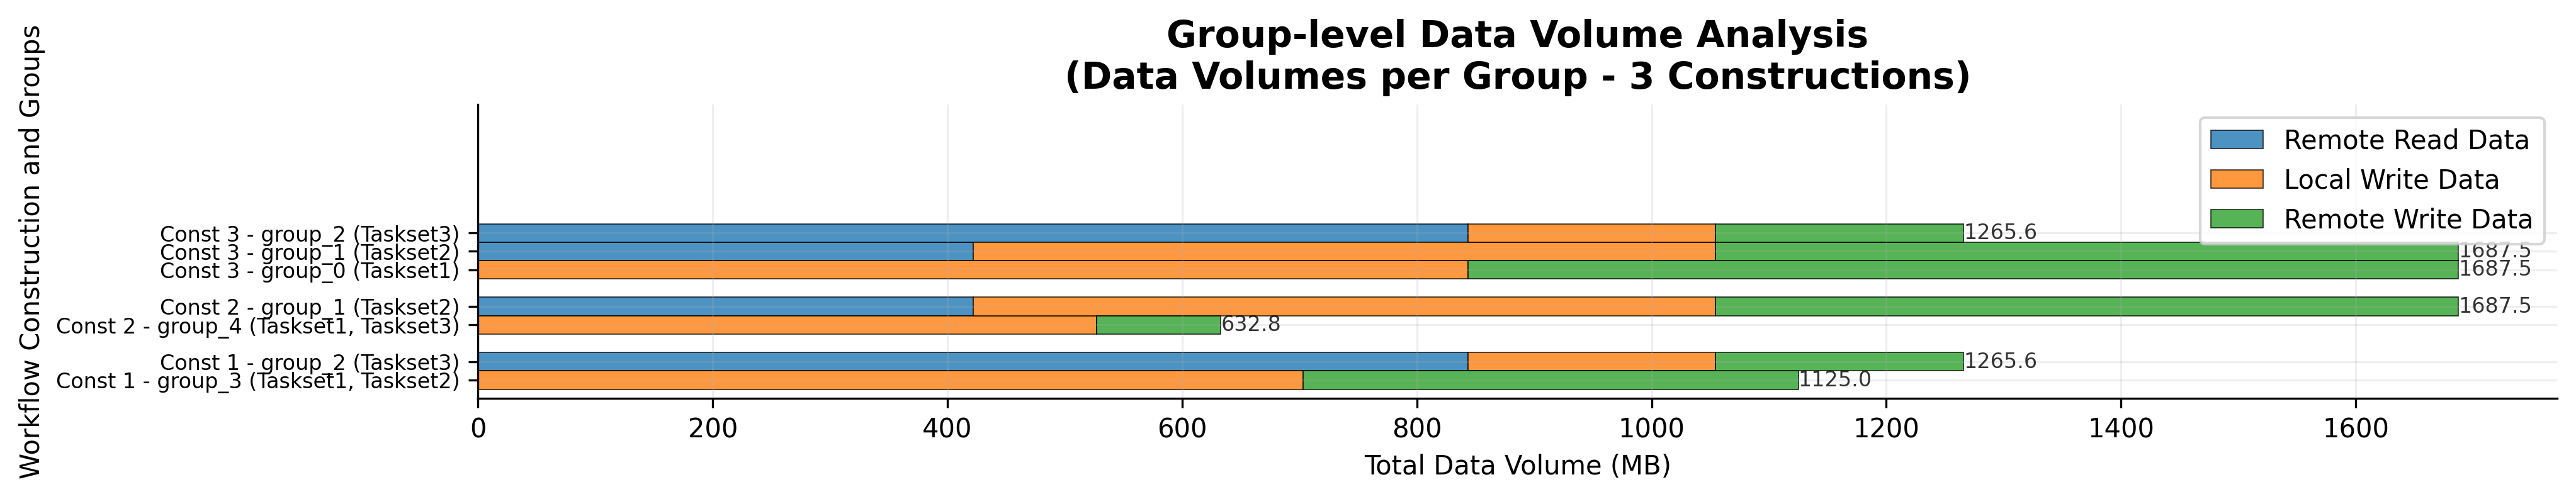 Group-level Data Volume Analysis
(Data Volumes per Group - 3 Constructions)
Workflow Construction and Groups
Remote Read Data
Local Write Data
Remote Write Data
Const 3 - group_2 (Taskset3)
1265.6
Const 3 - group_1 (Taskset2)
1687.5
Const 3 - group_0 (Taskset1)
1687.5
Const 2 - group_1 (Taskset2)
1687.5
Const 2 - group_4 (Taskset1, Taskset3)
632.8
Const 1 - group_2 (Taskset3)
1265.6
Const 1 - group_3 (Taskset1, Taskset2)
1125.0
0 200 400 600 800 1000 1200 1400 1600
Total Data Volume (MB)